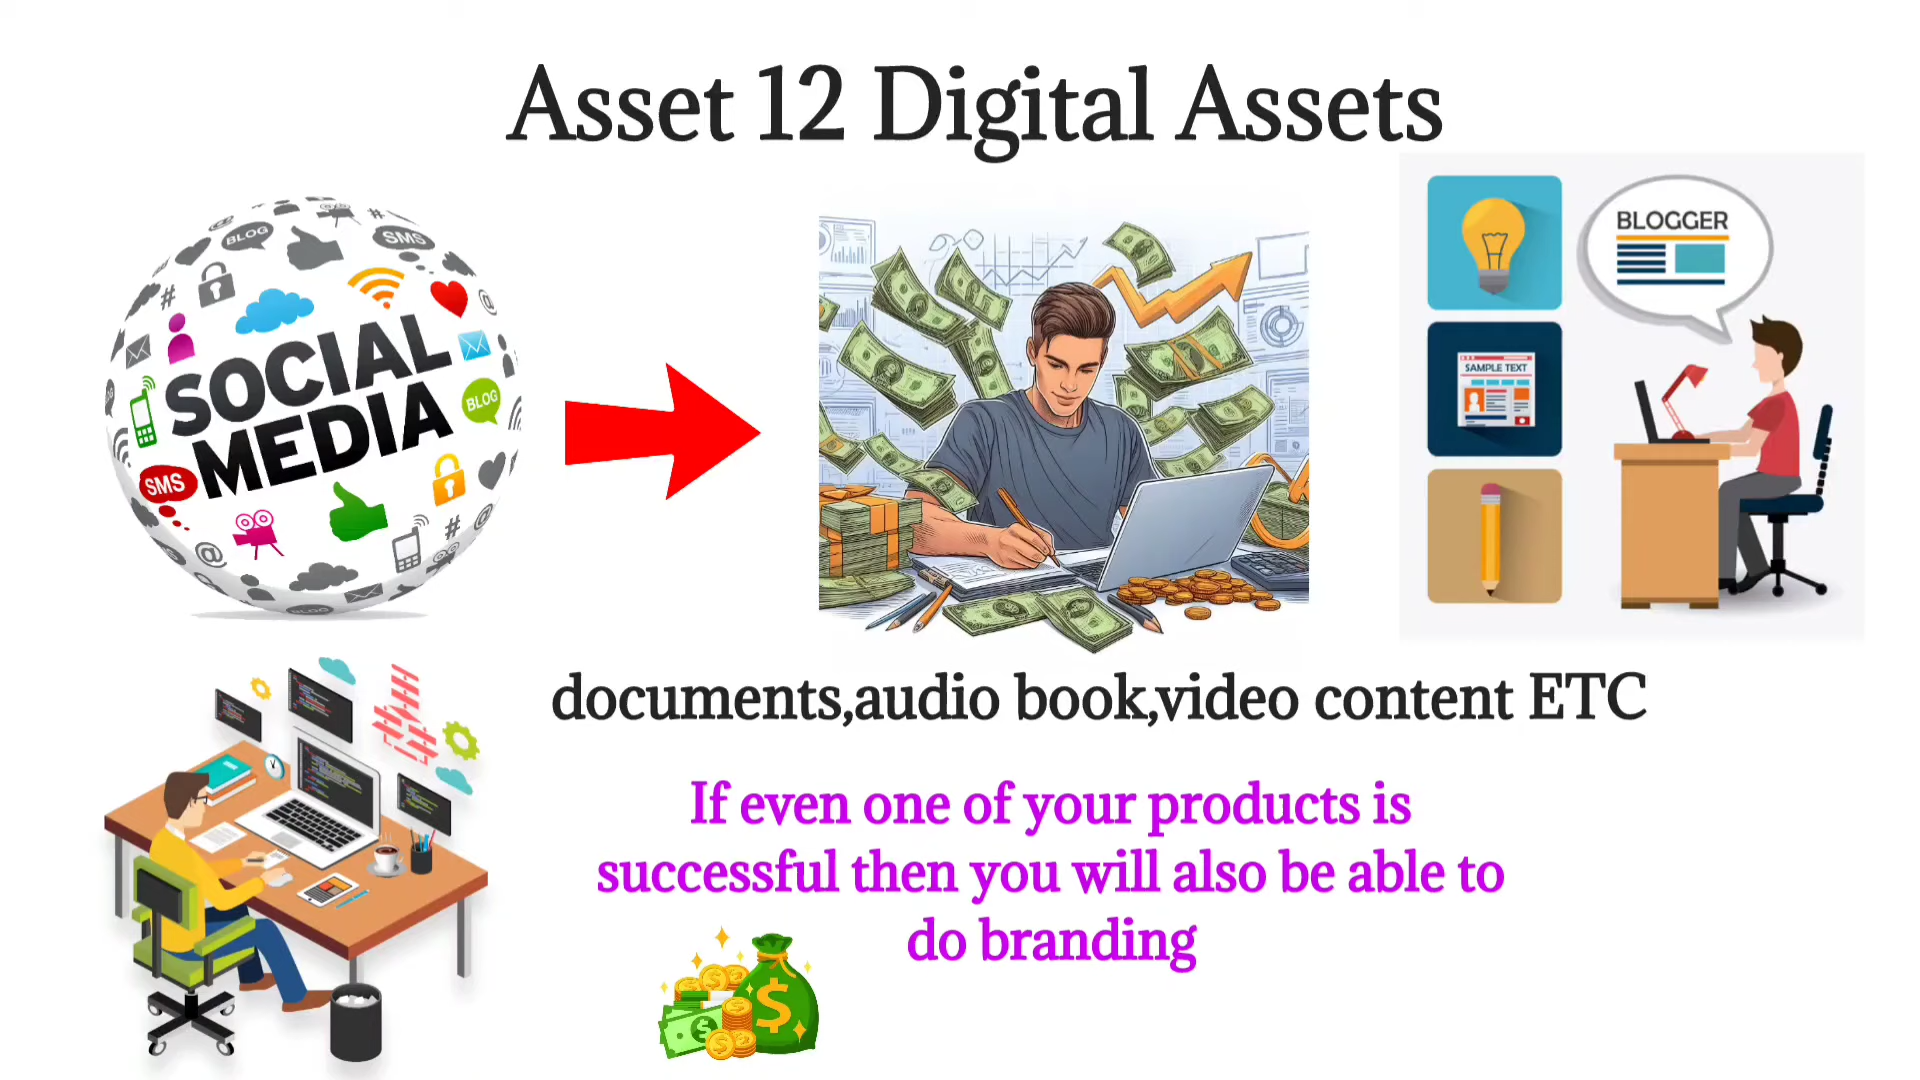 Asset 12 Digital Assets
BLOG
SMS
#
@
#
SOCIAL
MEDIA
BLOG
SMS
#
@
@
BLOG
BLOGGER
SAMPLE TEXT
documents,audio book,video content ETC
If even one of your products is
successful then you will also be able to
do branding